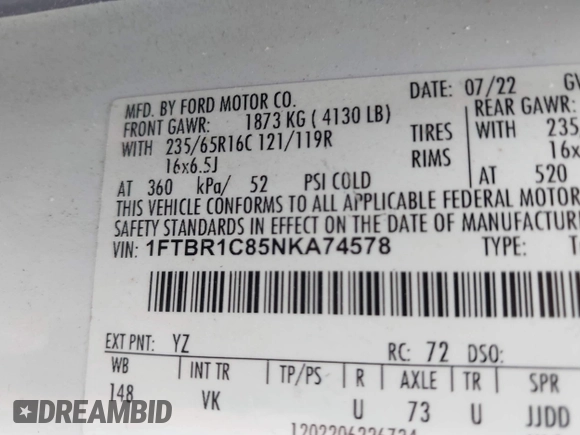 MFD. BY FORD MOTOR CO.
DATE: 07/22
FRONT GAWR: 1873 KG ( 4130 LB)
REAR GAWR:
WITH 235/65R16C 121/119R TIRES WITH 235
16x6.5J RIMS 16x
AT 360 kPa/ 52 PSI COLD AT 520
THIS VEHICLE CONFORMS TO ALL APPLICABLE FEDERAL MOTOR
SAFETY STANDARDS IN EFFECT ON THE DATE OF MANUFACTUR
VIN: 1FTBR1C85NKA74578 TYPE: T
EXT PNT: YZ RC: 72 DSO:
WB INT TR TP/PS R AXLE TR SPR
148 VK U 73 U JJDD
DREAMBID